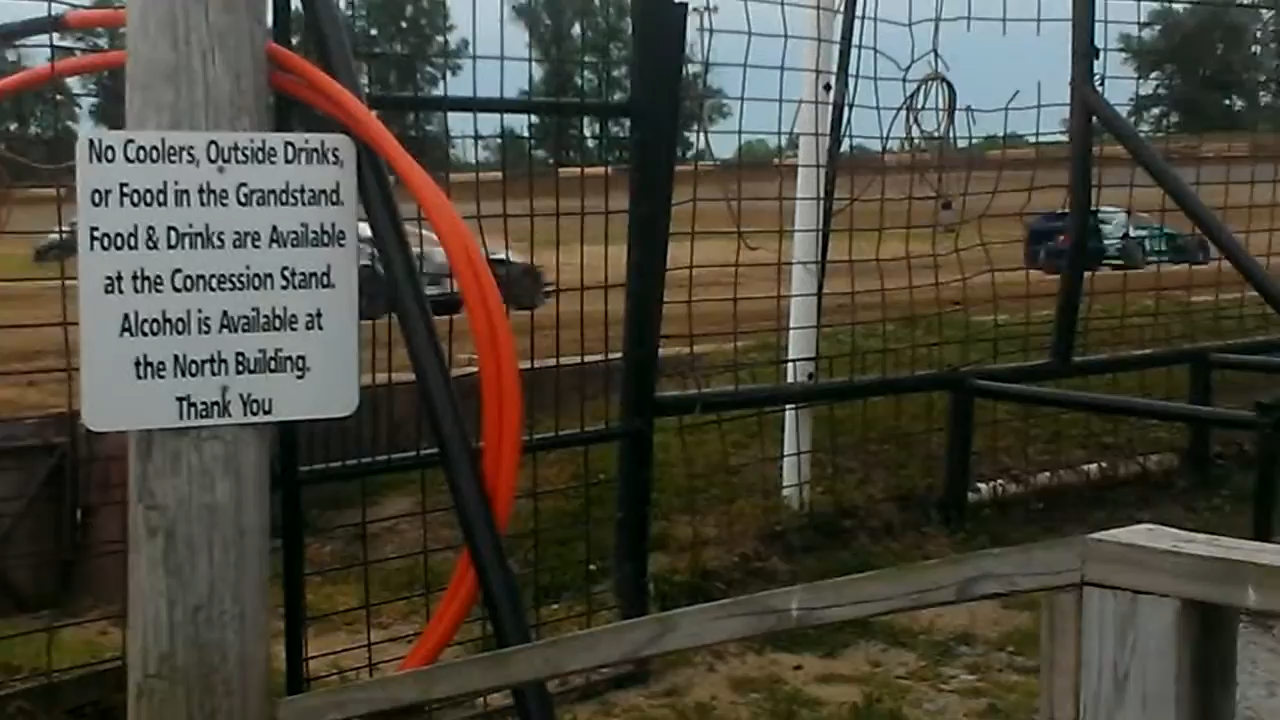 No Coolers, Outside Drinks,
or Food in the Grandstand.
Food & Drinks are Available
at the Concession Stand.
Alcohol is Available at
the North Building.
Thank You